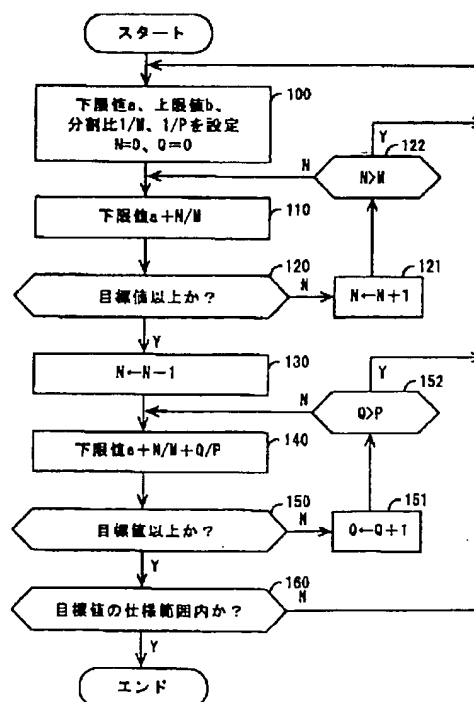 スタート
下限値a、上限値b、
分割比1/M、1/Pを設定
N=0、Q=0
100
Y
122
N
N>M
下限値a+N/M
110
120
目標値以上か?
N
121
N←N+1
Y
N←N−1
130
Y
152
N
Q>P
下限値a+N/M+Q/P
140
150
目標値以上か?
N
151
Q←Q+1
Y
160
目標値の仕様範囲内か?
N
Y
エンド